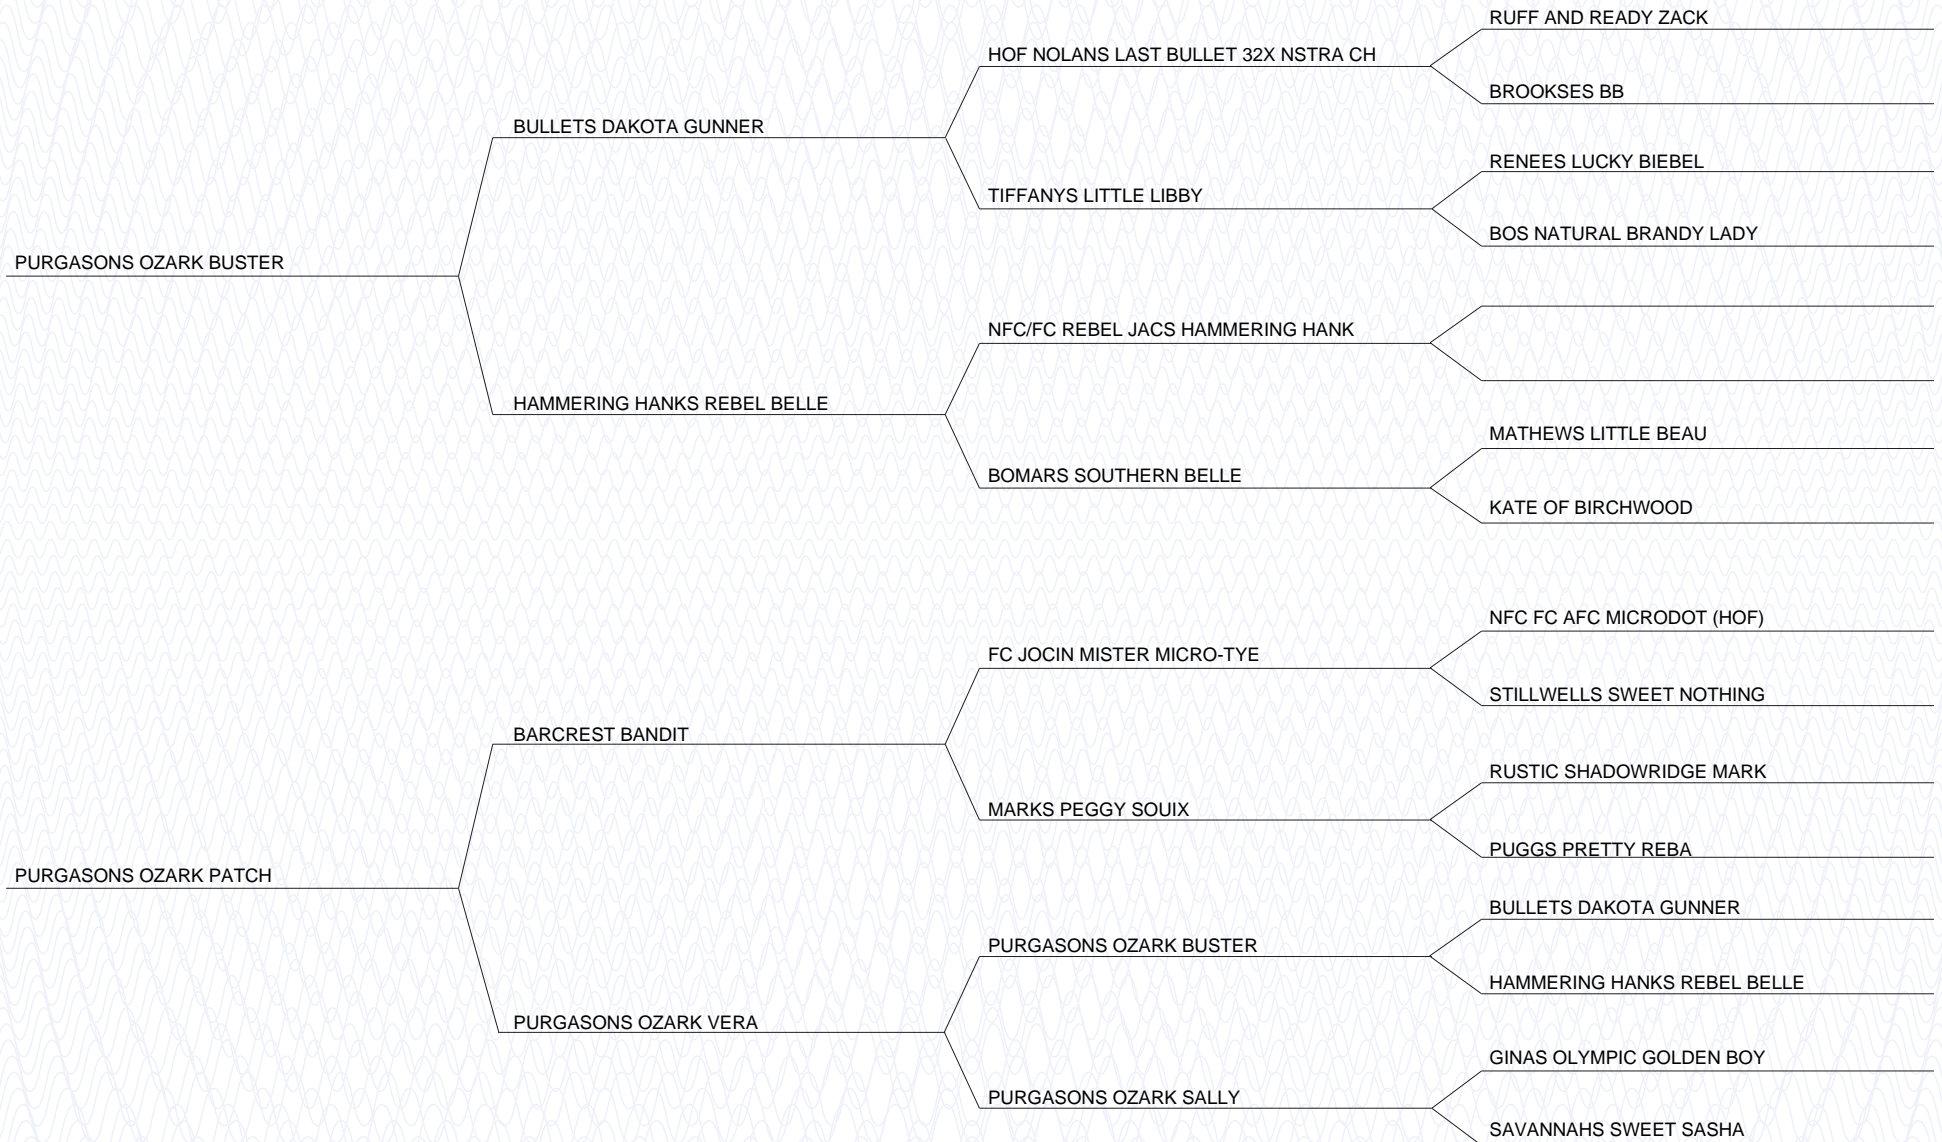 RUFF AND READY ZACK
HOF NOLANS LAST BULLET 32X NSTRA CH
BROOKSES BB
BULLETS DAKOTA GUNNER
RENEES LUCKY BIEBEL
TIFFANYS LITTLE LIBBY
BOS NATURAL BRANDY LADY
PURGASONS OZARK BUSTER
NFC/FC REBEL JACS HAMMERING HANK
HAMMERING HANKS REBEL BELLE
MATHEWS LITTLE BEAU
BOMARS SOUTHERN BELLE
KATE OF BIRCHWOOD
NFC FC AFC MICRODOT (HOF)
FC JOCIN MISTER MICRO-TYE
STILLWELLS SWEET NOTHING
BARCREST BANDIT
RUSTIC SHADOWRIDGE MARK
MARKS PEGGY SOUIX
PUGGS PRETTY REBA
PURGASONS OZARK PATCH
BULLETS DAKOTA GUNNER
PURGASONS OZARK BUSTER
HAMMERING HANKS REBEL BELLE
PURGASONS OZARK VERA
GINAS OLYMPIC GOLDEN BOY
PURGASONS OZARK SALLY
SAVANNAHS SWEET SASHA